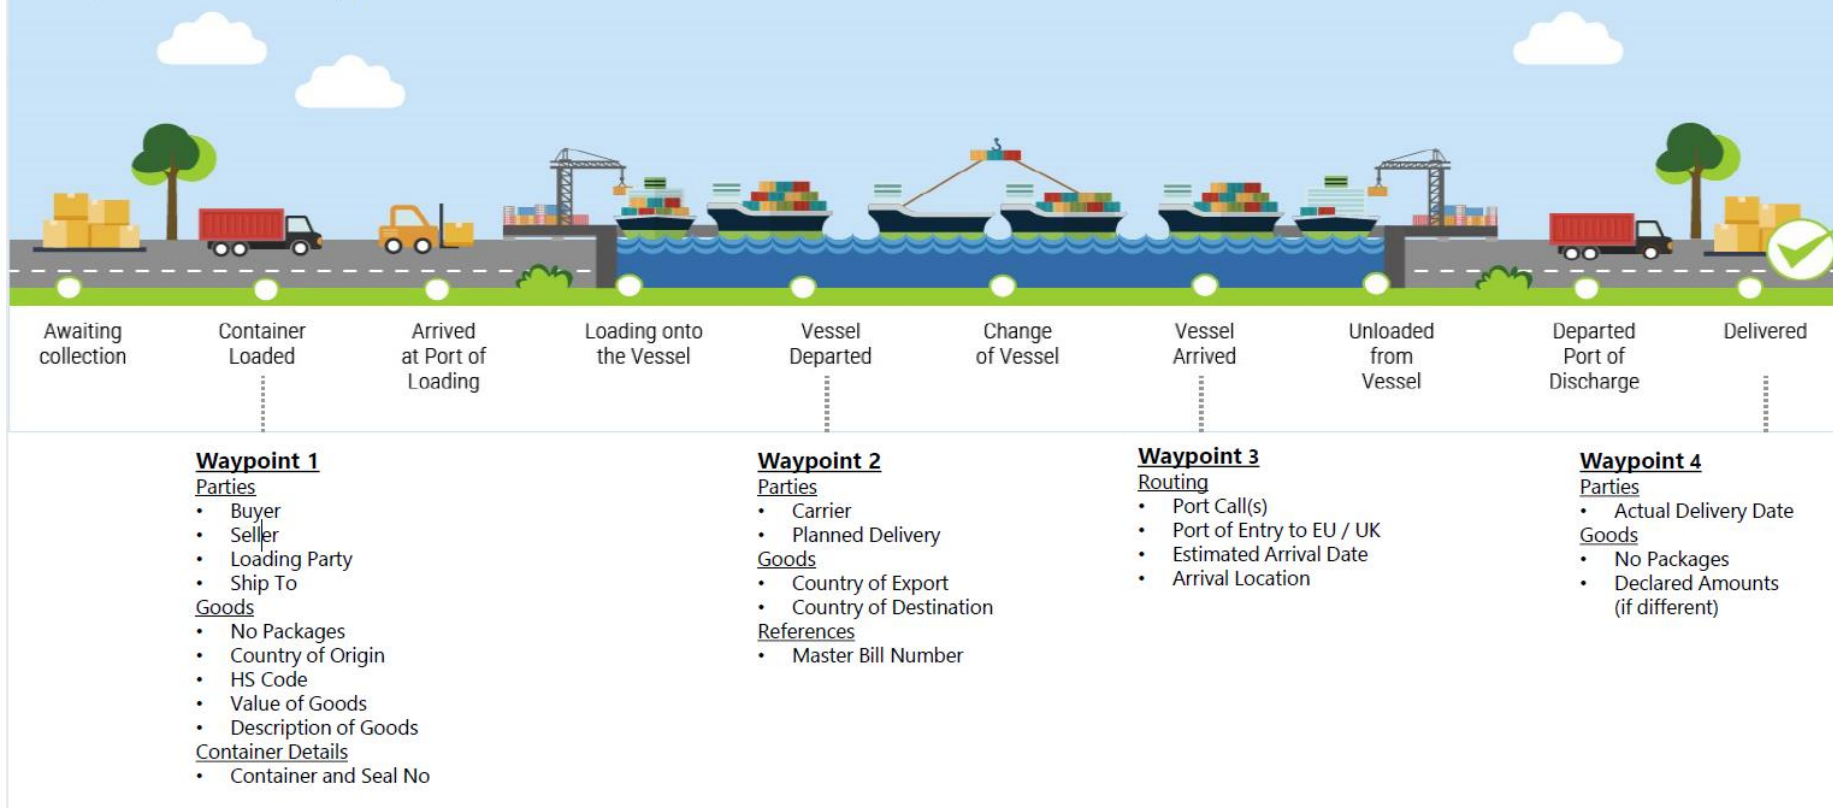 Awaiting
collection
Container
Loaded
Arrived
at Port of
Loading
Loading onto
the Vessel
Vessel
Departed
Change
of Vessel
Vessel
Arrived
Unloaded
from
Vessel
Departed
Port of
Discharge
Delivered
Waypoint 1
Parties
• Buyer
• Seller
• Loading Party
• Ship To
Goods
• No Packages
• Country of Origin
• HS Code
• Value of Goods
• Description of Goods
Container Details
• Container and Seal No
Waypoint 2
Parties
• Carrier
• Planned Delivery
Goods
• Country of Export
• Country of Destination
References
• Master Bill Number
Waypoint 3
Routing
• Port Call(s)
• Port of Entry to EU / UK
• Estimated Arrival Date
• Arrival Location
Waypoint 4
Parties
• Actual Delivery Date
Goods
• No Packages
• Declared Amounts
(if different)